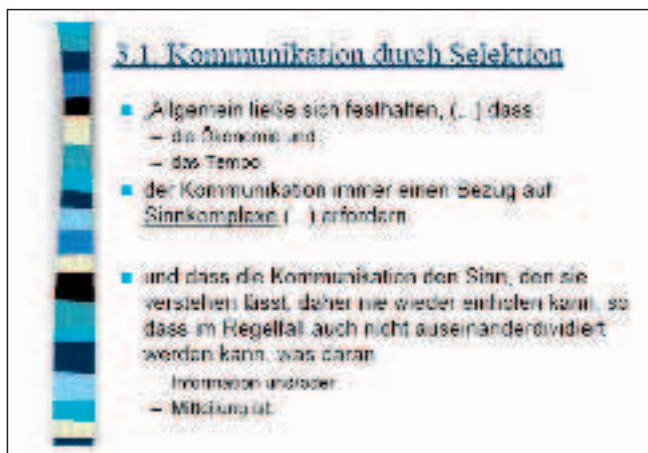 3.1. Kommunikation durch Selektion
„Allgemein ließe sich festhalten, (...) dass
– die Ökonomie und
– das Tempo
der Kommunikation immer einen Bezug auf
Sinnkomplexe (...) erfordern
und dass die Kommunikation den Sinn, den sie
verstehen lässt, daher nie wieder einholen kann, so
dass im Regelfall auch nicht auseinanderdividiert
werden kann, was daran
Information und/oder
– Mitteilung ist.